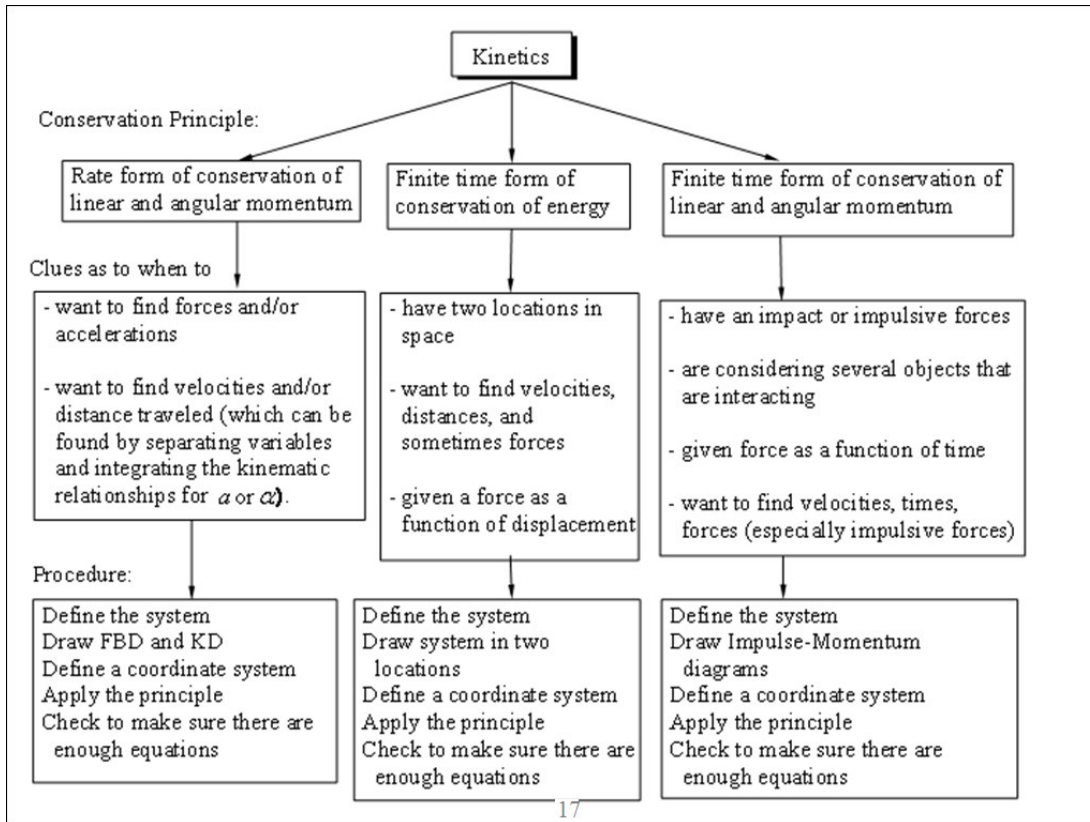 Kinetics
Conservation Principle:
Rate form of conservation of
linear and angular momentum
Finite time form of
conservation of energy
Finite time form of conservation of
linear and angular momentum
Clues as to when to
- want to find forces and/or
accelerations
- want to find velocities and/or
distance traveled (which can be
found by separating variables
and integrating the kinematic
relationships for a or α).
- have two locations in
space
- want to find velocities,
distances, and
sometimes forces
- given a force as a
function of displacement
- have an impact or impulsive forces
- are considering several objects that
are interacting
- given force as a function of time
- want to find velocities, times,
forces (especially impulsive forces)
Procedure:
Define the system
Draw FBD and KD
Define a coordinate system
Apply the principle
Check to make sure there are
enough equations
Define the system
Draw system in two
locations
Define a coordinate system
Apply the principle
Check to make sure there are
enough equations
Define the system
Draw Impulse-Momentum
diagrams
Define a coordinate system
Apply the principle
Check to make sure there are
enough equations
17